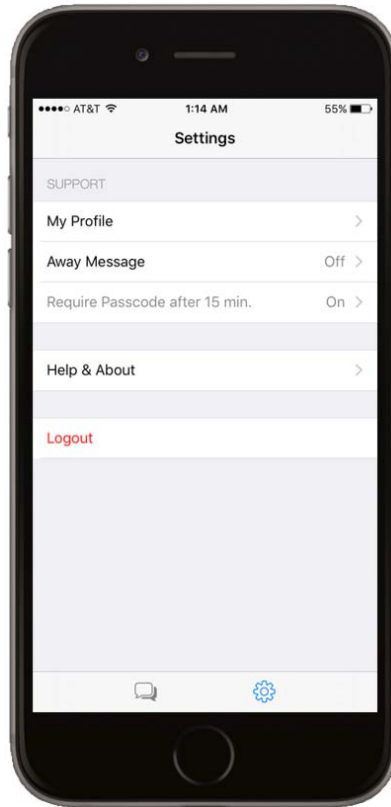 AT&T 1:14 AM 55%
Settings
SUPPORT
My Profile
Away Message Off
Require Passcode after 15 min. On
Help & About
Logout